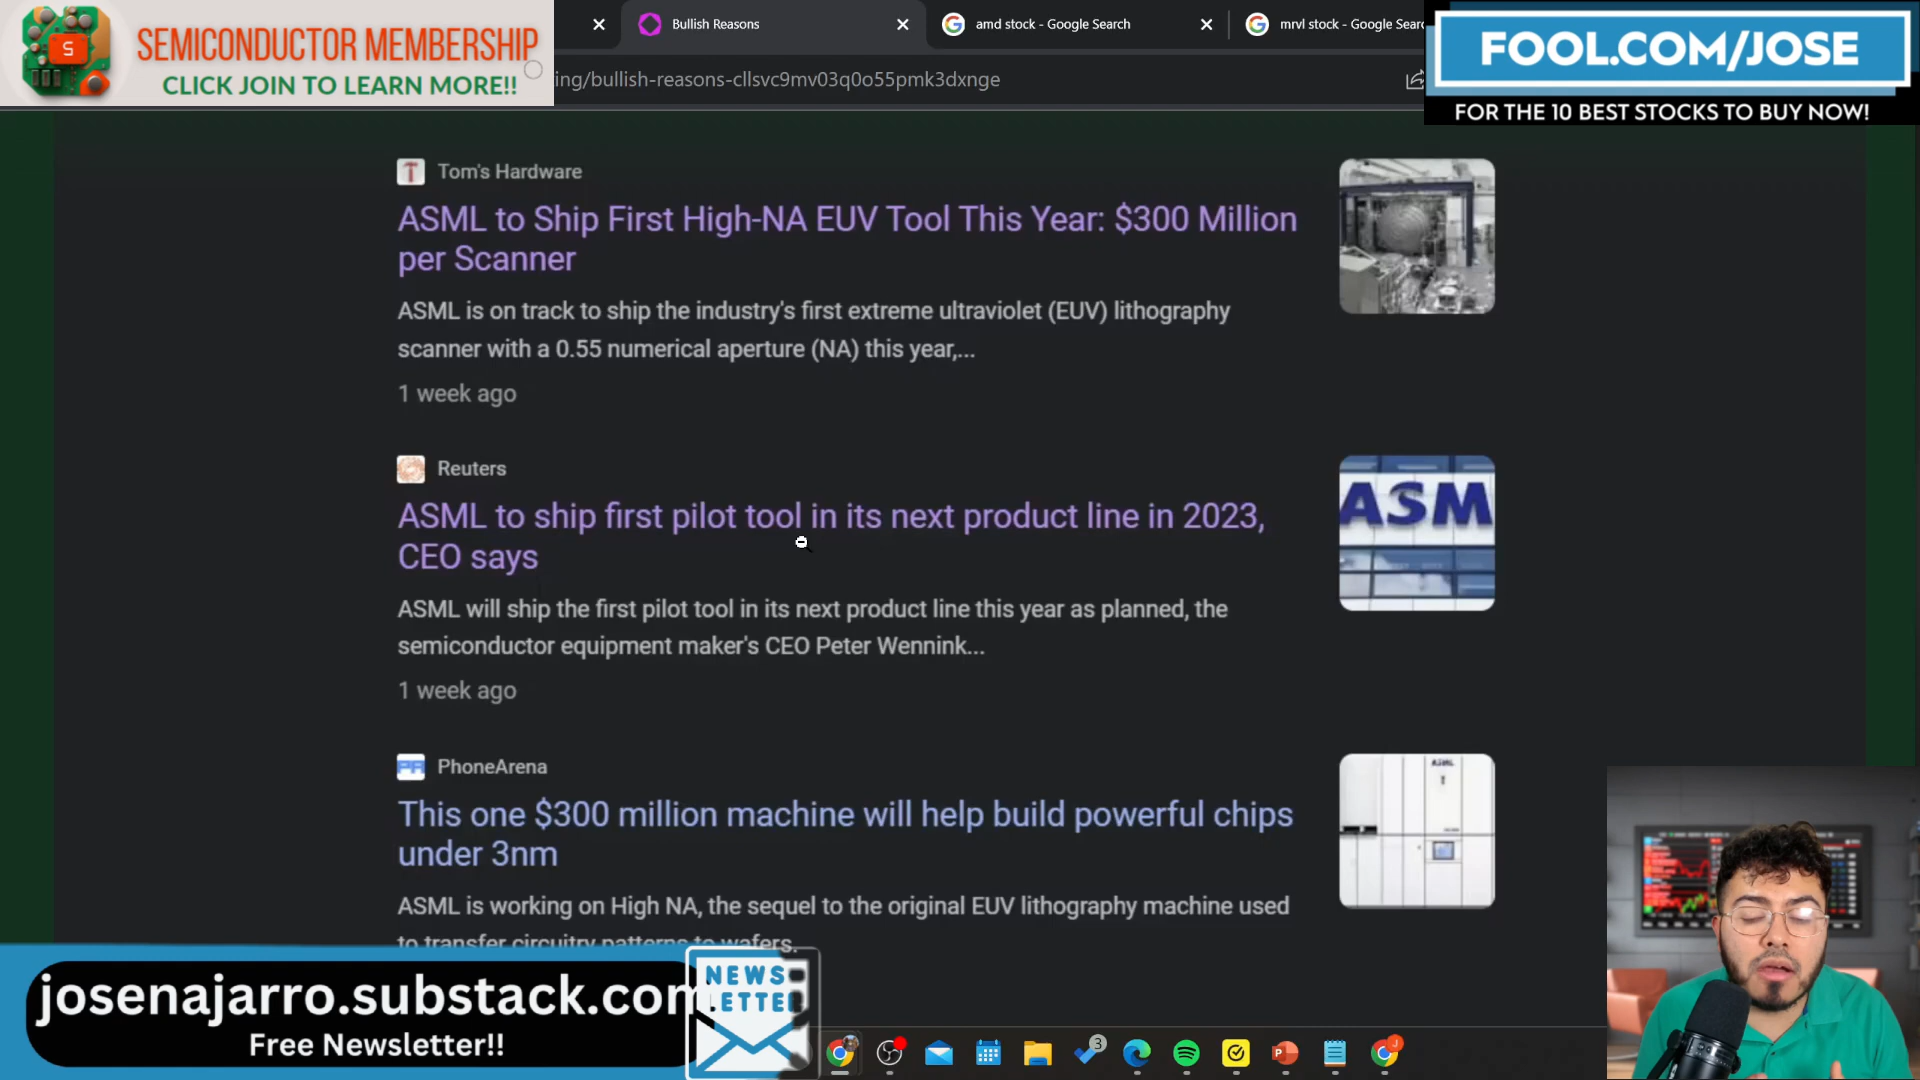 SEMICONDUCTOR MEMBERSHIP
CLICK JOIN TO LEARN MORE!!
S
Bullish Reasons
amd stock - Google Search
mrvl stock - Google Sear
ing/bullish-reasons-cllsvc9mv03q0o55pmk3dxnge
FOOL.COM/JOSE
FOR THE 10 BEST STOCKS TO BUY NOW!
Tom's Hardware
ASML to Ship First High-NA EUV Tool This Year: $300 Million
per Scanner
ASML is on track to ship the industry's first extreme ultraviolet (EUV) lithography
scanner with a 0.55 numerical aperture (NA) this year,...
1 week ago
Reuters
ASML to ship first pilot tool in its next product line in 2023,
CEO says
ASML will ship the first pilot tool in its next product line this year as planned, the
semiconductor equipment maker's CEO Peter Wennink...
1 week ago
ASM
PhoneArena
This one $300 million machine will help build powerful chips
under 3nm
ASML is working on High NA, the sequel to the original EUV lithography machine used
to transfer circuitry patterns to wafers.
ASML
josenajarro.substack.com
Free Newsletter!!
NEWS
LETTER
3